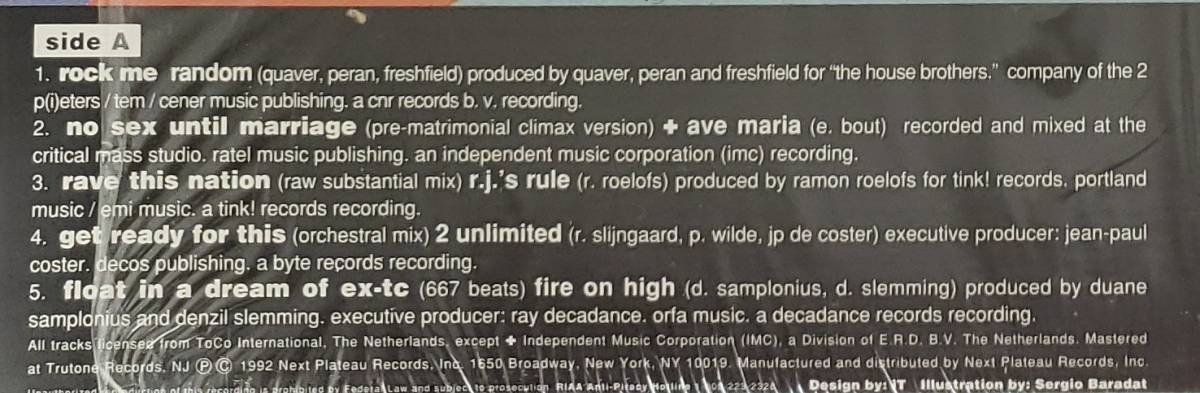 side A
1. rock me random (quaver, peran, freshfield) produced by quaver, peran and freshfield for “the house brothers.” company of the 2
p(i)eters / tem / cener music publishing. a cnr records b. v. recording.
2. no sex until marriage (pre-matrimonial climax version) ✚ ave maria (e. bout) recorded and mixed at the
critical mass studio. ratel music publishing. an independent music corporation (imc) recording.
3. rave this nation (raw substantial mix) r.j.’s rule (r. roelofs) produced by ramon roelofs for tink! records, portland
music / emi music. a tink! records recording.
4. get ready for this (orchestral mix) 2 unlimited (r. slijngaard, p. wilde, jp de coster) executive producer: jean-paul
coster. decos publishing. a byte records recording.
5. float in a dream of ex-tc (667 beats) fire on high (d. samplonius, d. slemming) produced by duane
samplonius and denzil slemming. executive producer: ray decadance. orfa music. a decadance records recording.
All tracks licensed from ToCo International, The Netherlands, except ✚ Independent Music Corporation (IMC), a Division of E.R.D. B.V. The Netherlands. Mastered
at Trutone Records, NJ Ⓟ Ⓒ 1992 Next Plateau Records, Inc. 1650 Broadway, New York, NY 10019. Manufactured and distributed by Next Plateau Records, Inc.
of this recording is prohibited by Federal Law and subject to prosecution. RIAA Anti-Piracy Hotline Design by: IT Illustration by: Sergio Baradat